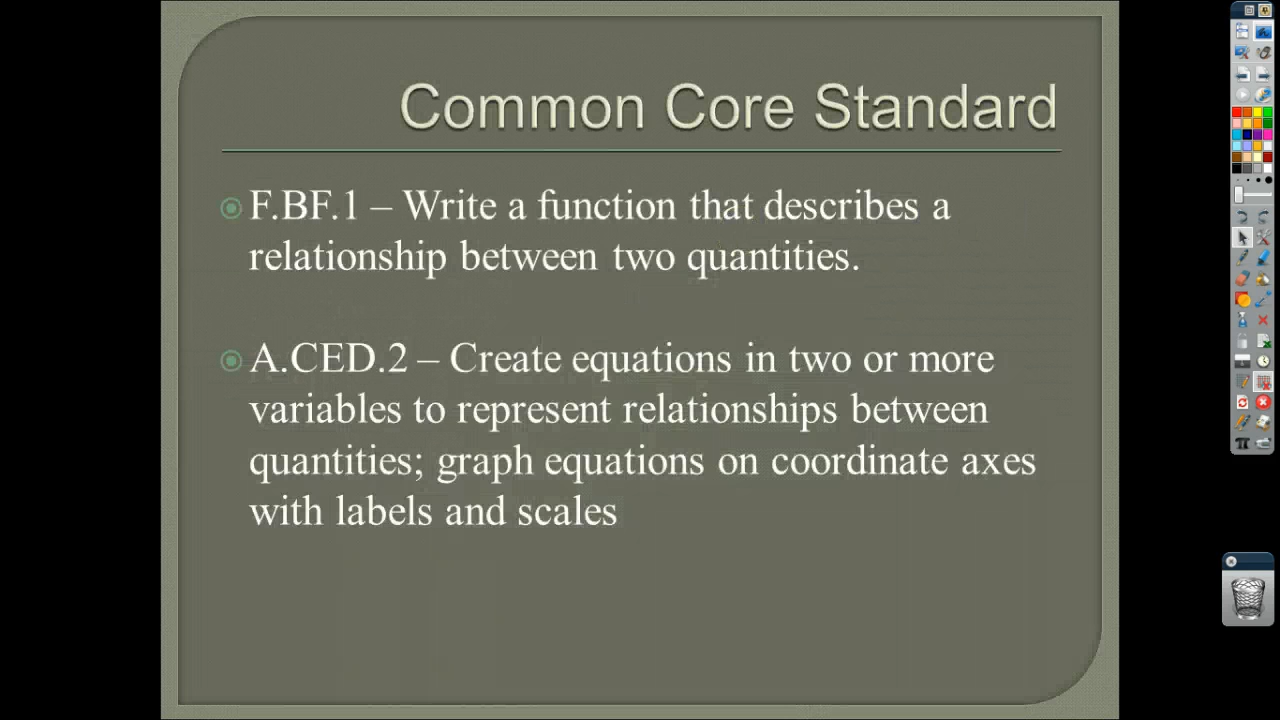 Common Core Standard
F.BF.1 – Write a function that describes a
relationship between two quantities.
A.CED.2 – Create equations in two or more
variables to represent relationships between
quantities; graph equations on coordinate axes
with labels and scales